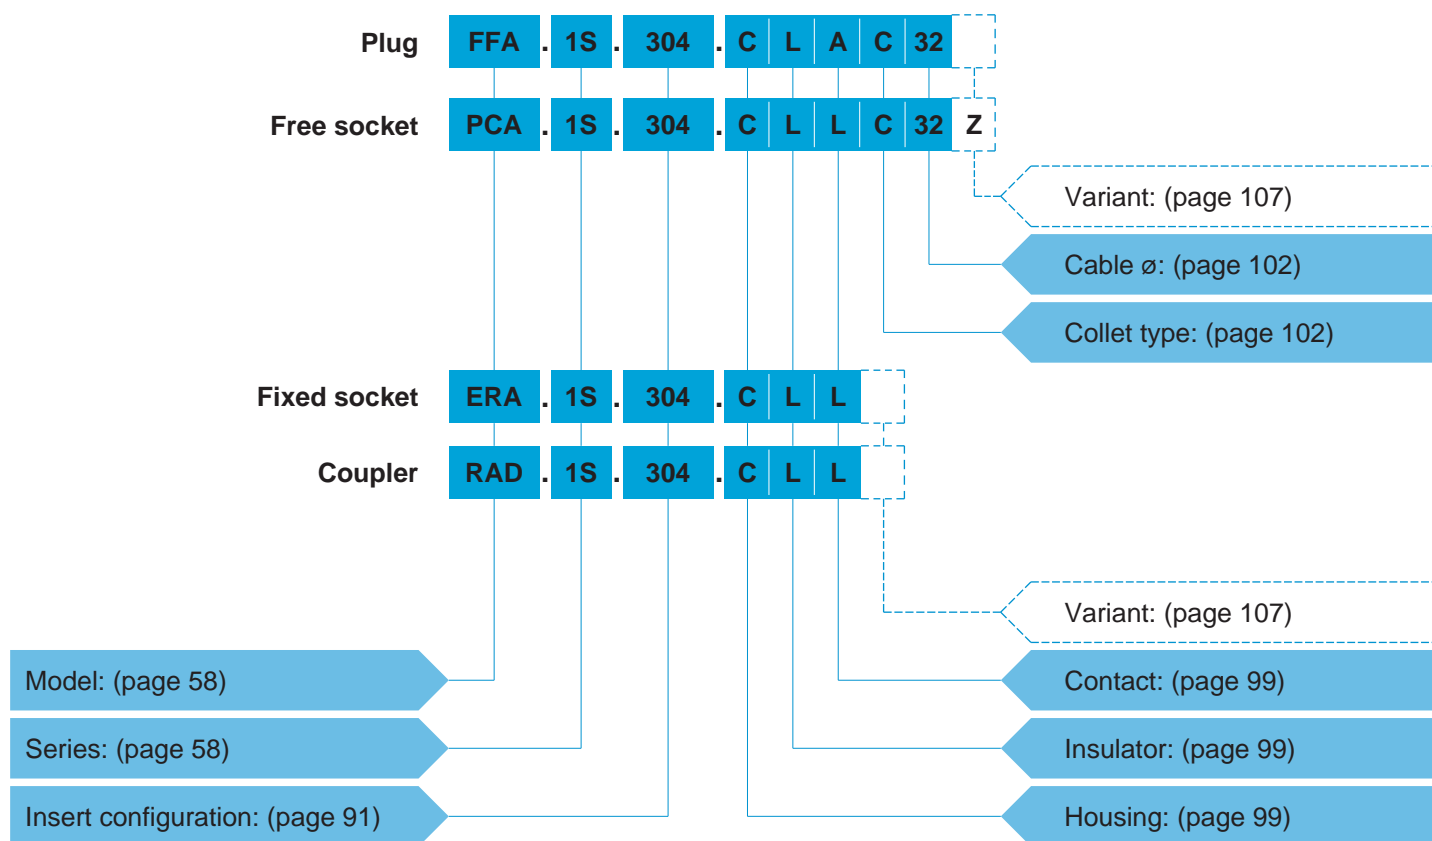 Plug FFA . 1S . 304 . C L A C 32
Free socket PCA . 1S . 304 . C L L C 32 Z
Variant: (page 107)
Cable ø: (page 102)
Collet type: (page 102)
Fixed socket ERA . 1S . 304 . C L L
Coupler RAD . 1S . 304 . C L L
Variant: (page 107)
Model: (page 58) Contact: (page 99)
Series: (page 58) Insulator: (page 99)
Insert configuration: (page 91) Housing: (page 99)